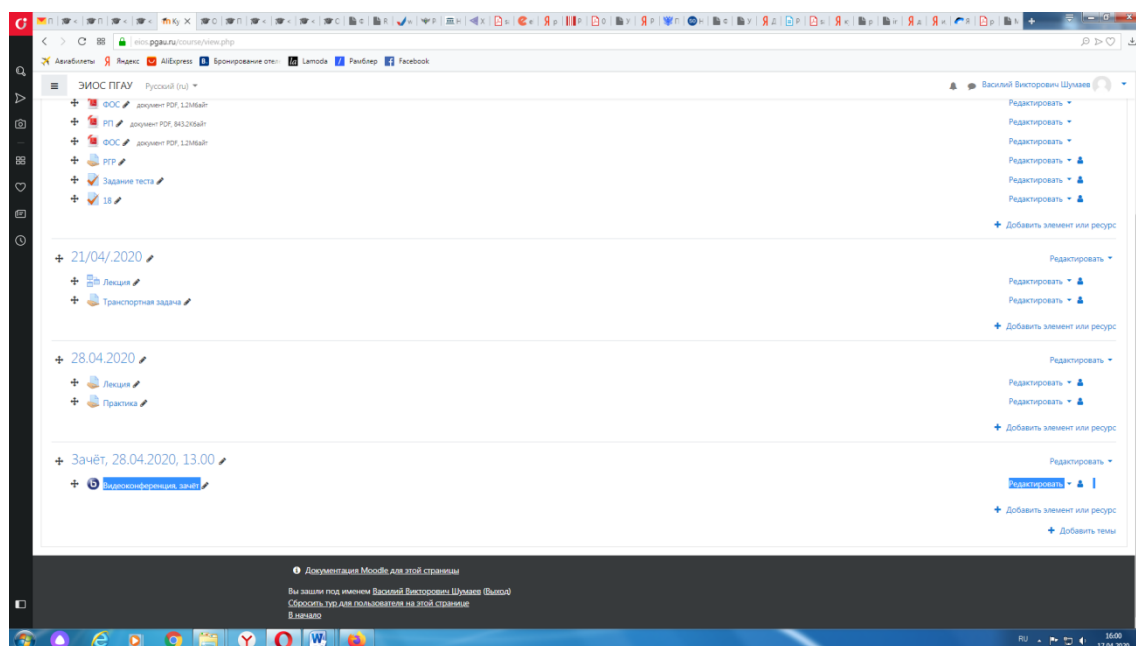 eios.pgau.ru/course/view.php
Авиабилеты Яндекс AliExpress Бронирование отел Lamoda Рамблер Facebook
ЭИОС ПГАУ Русский (ru) Василий Викторович Шумаев
ФОС документ PDF, 1.2Мбайт Редактировать
РП документ PDF, 843.2Кбайт Редактировать
ФОС документ PDF, 1.2Мбайт Редактировать
РГР Редактировать
Задание теста Редактировать
18 Редактировать
+ Добавить элемент или ресурс
21/04/.2020 Редактировать
Лекция Редактировать
Транспортная задача Редактировать
+ Добавить элемент или ресурс
28.04.2020 Редактировать
Лекция Редактировать
Практика Редактировать
+ Добавить элемент или ресурс
Зачёт, 28.04.2020, 13.00 Редактировать
Видеоконференция, зачёт Редактировать
+ Добавить элемент или ресурс
+ Добавить темы
Документация Moodle для этой страницы
Вы зашли под именем Василий Викторович Шумаев (Выход)
Сбросить тур для пользователя на этой странице
В начало
RU 16:00
17.04.2020